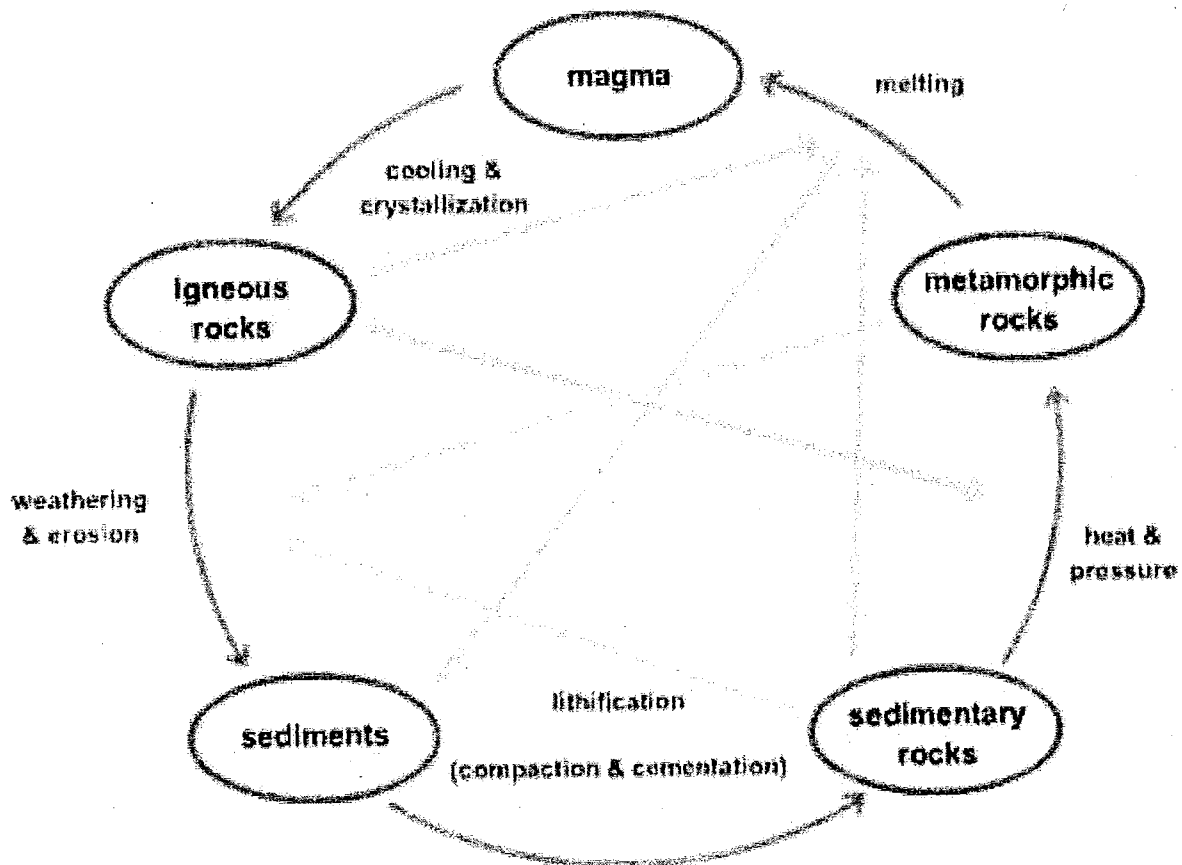 magma
melting
cooling &
crystallization
igneous
rocks
metamorphic
rocks
weathering
& erosion
heat &
pressure
sediments
lithification
(compaction & cementation)
sedimentary
rocks